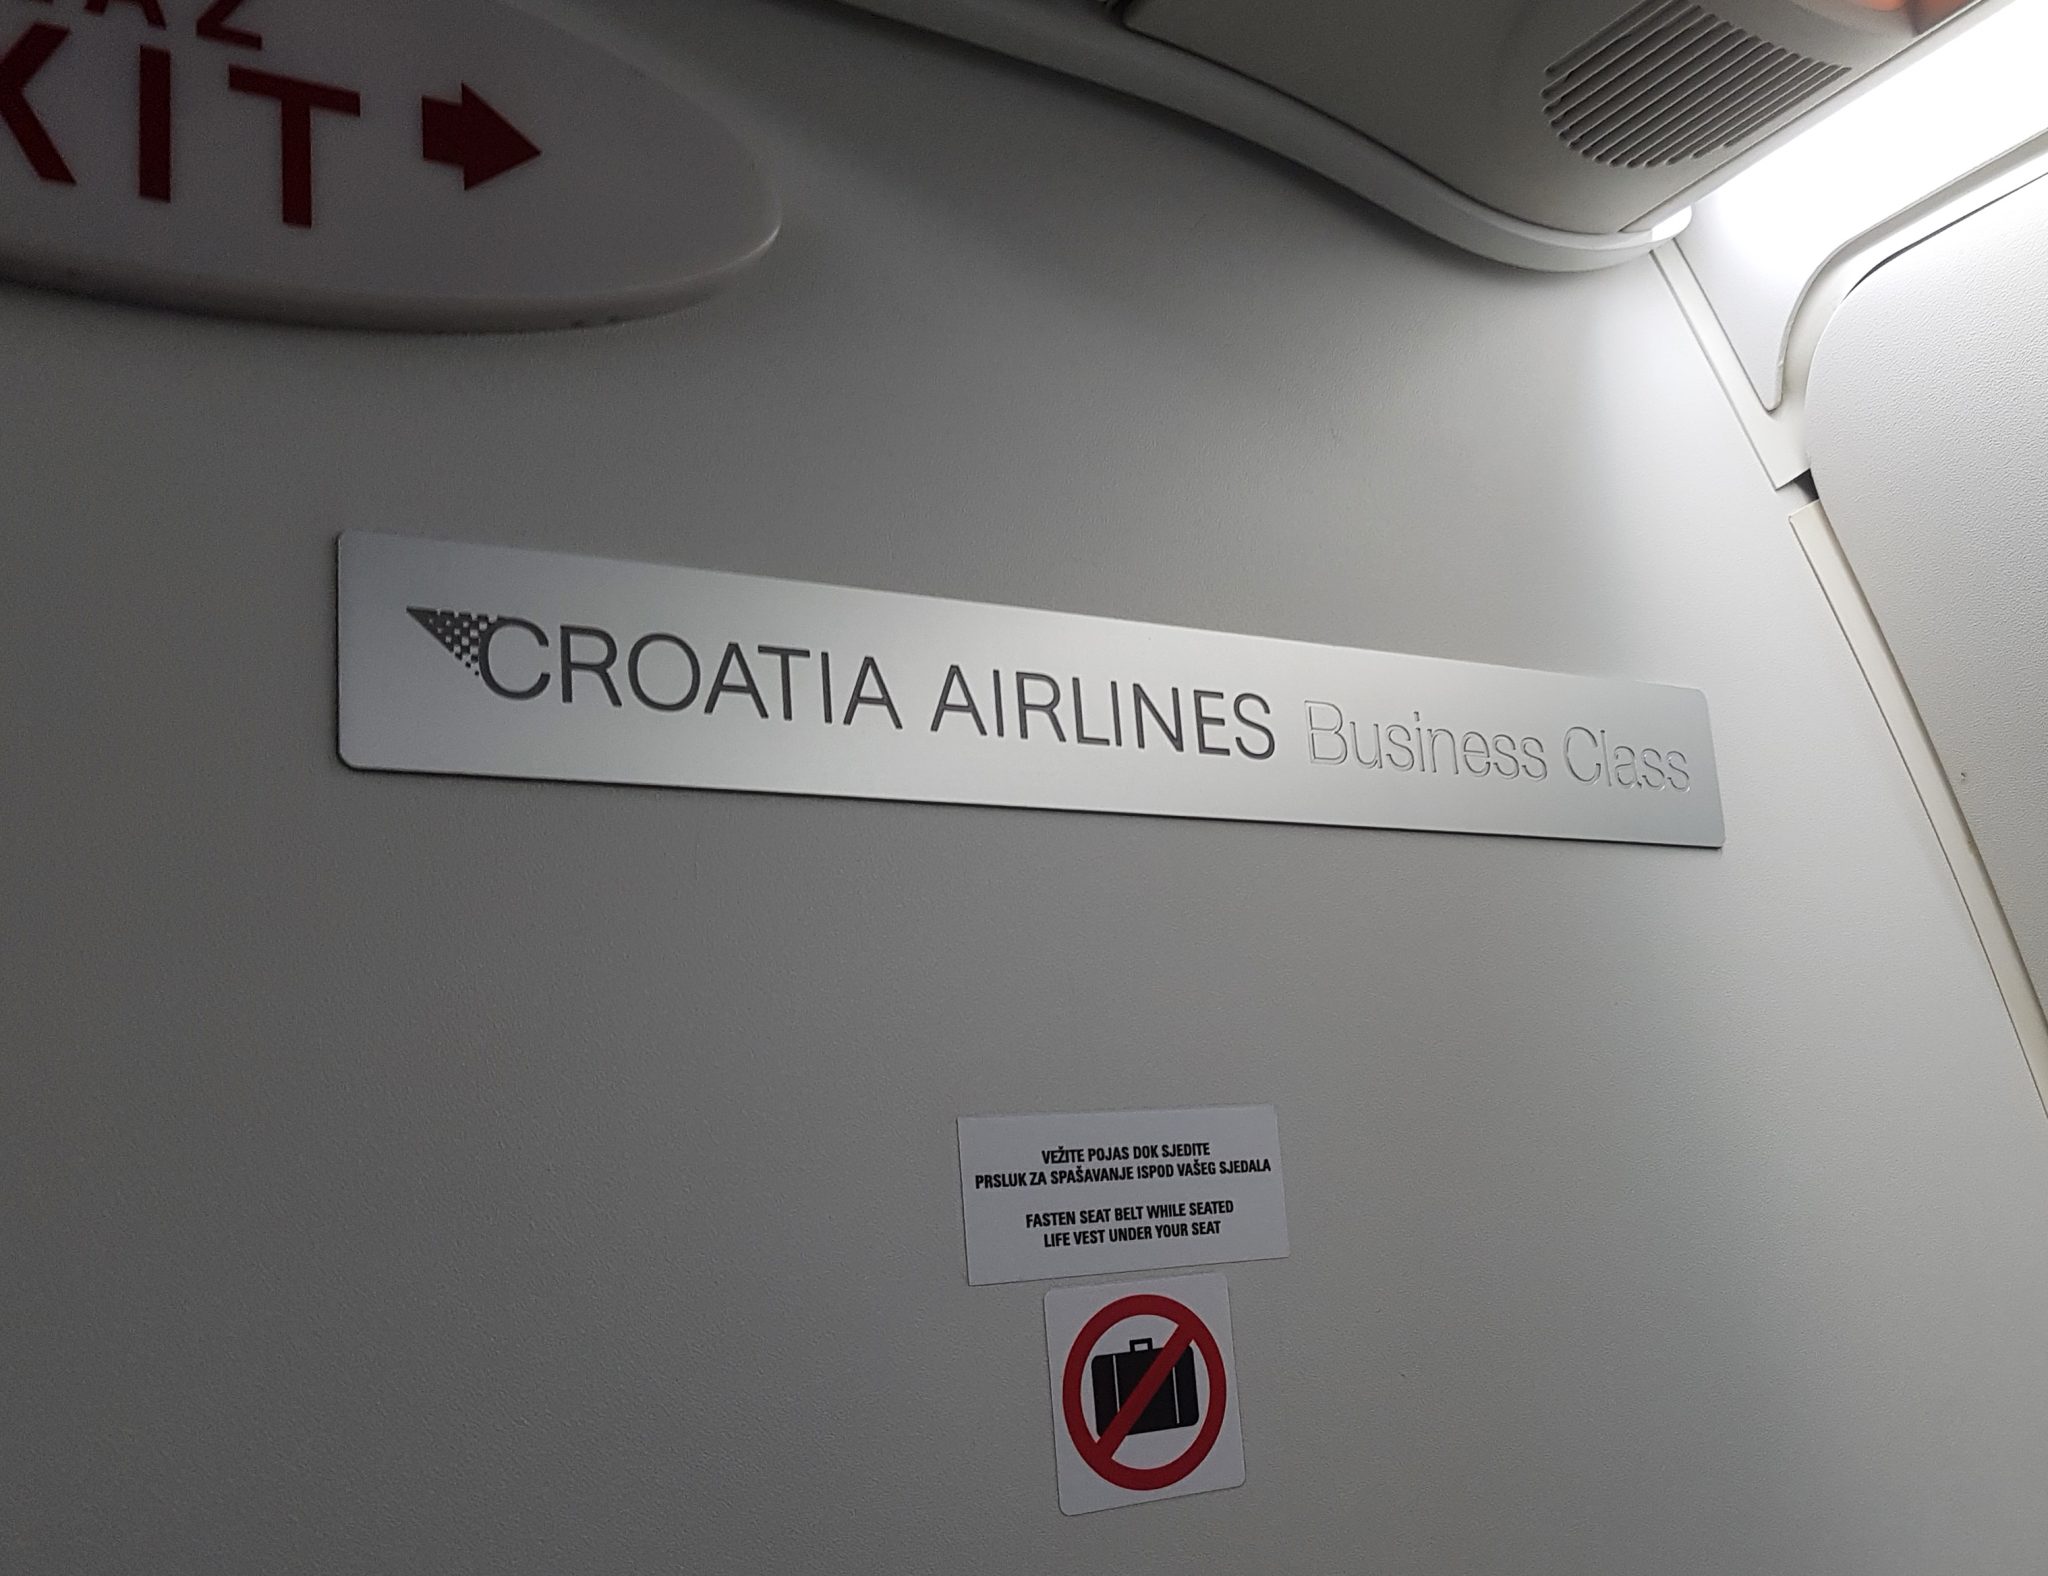 CROATIA AIRLINES Business Class
VEŽITE POJAS DOK SJEDITE
PRSLUK ZA SPAŠAVANJE ISPOD VAŠEG SJEDALA
FASTEN SEAT BELT WHILE SEATED
LIFE VEST UNDER YOUR SEAT